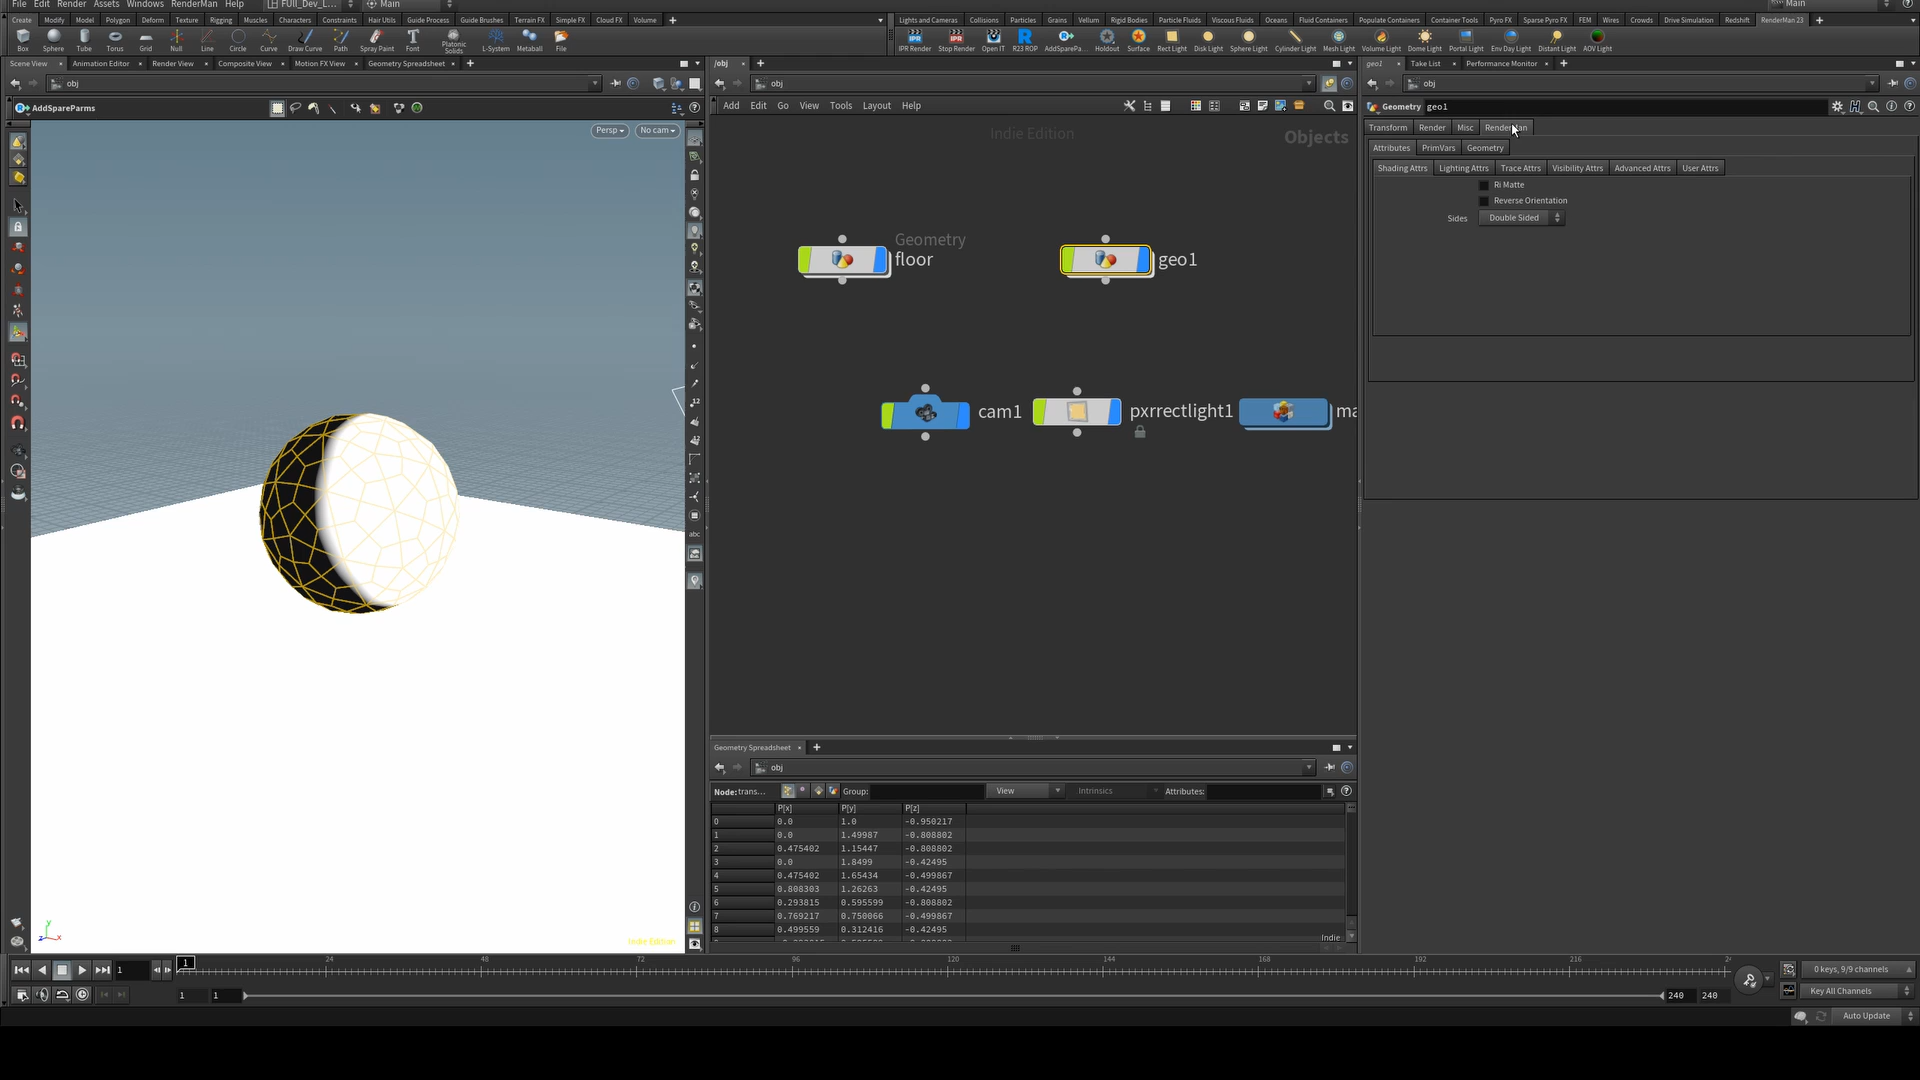 File Edit Render Assets Windows RenderMan Help FUll_Dev_L... Main Main
Create Modify Model Polygon Deform Texture Rigging Muscles Characters Constraints Hair Utils Guide Process Guide Brushes Terrain FX Simple FX Cloud FX Volume
Lights and Cameras Collisions Particles Grains Vellum Rigid Bodies Particle Fluids Viscous Fluids Oceans Fluid Containers Populate Containers Container Tools Pyro FX Sparse Pyro FX FEM Wires Crowds Drive Simulation Redshift RenderMan 23
Box Sphere Tube Torus Grid Null Line Circle Curve Draw Curve Path Spray Paint Font Platonic Solids L-System Metaball File
IPR Render Stop Render Open IT R23 ROP AddSparePa... Holdout Surface Rect Light Disk Light Sphere Light Cylinder Light Mesh Light Volume Light Dome Light Portal Light Env Day Light Distant Light AOV Light
Scene View Animation Editor Render View Composite View Motion FX View Geometry Spreadsheet
/obj
geo1 Take List Performance Monitor
obj
obj
obj
AddSpareParms
Add Edit Go View Tools Layout Help
Geometry geo1
Persp No cam
Indie Edition Objects
Transform Render Misc RenderMan
Attributes PrimVars Geometry
Shading Attrs Lighting Attrs Trace Attrs Visibility Attrs Advanced Attrs User Attrs
Ri Matte
Reverse Orientation
Sides Double Sided
Geometry
floor
geo1
cam1
pxrrectlight1
ma
abc
Geometry Spreadsheet
obj
Node:trans... Group: View Intrinsics Attributes:
P[x] P[y] P[z]
0 0.0 1.0 -0.950217
1 0.0 1.49987 -0.808802
2 0.475402 1.15447 -0.808802
3 0.0 1.8499 -0.42495
4 0.475402 1.65434 -0.499867
5 0.808303 1.26263 -0.42495
6 0.293815 0.595599 -0.808802
7 0.769217 0.750066 -0.499867
8 0.499559 0.312416 -0.42495
Indie
y
z x
Indie Edition
1 1 24 48 72 96 120 144 168 192 216 2
0 keys, 9/9 channels
1 1 240 240
Key All Channels
Auto Update